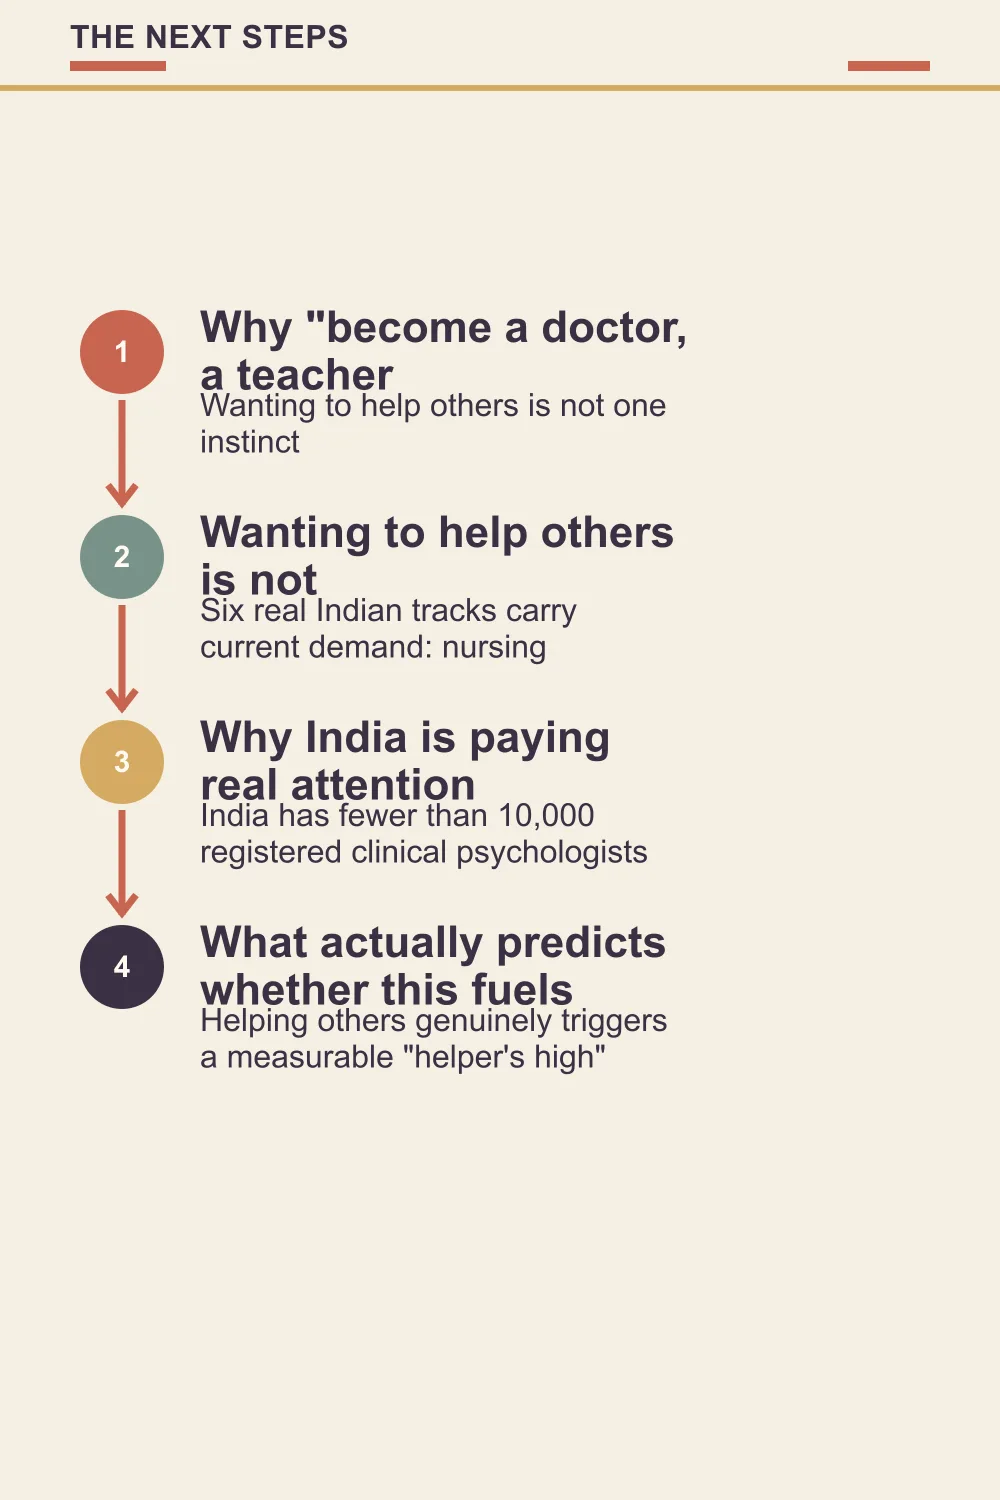 THE NEXT STEPS
1
Why "become a doctor,
a teacher
Wanting to help others is not one
instinct
2
Wanting to help others
is not
Six real Indian tracks carry
current demand: nursing
3
Why India is paying
real attention
India has fewer than 10,000
registered clinical psychologists
4
What actually predicts
whether this fuels
Helping others genuinely triggers
a measurable "helper's high"